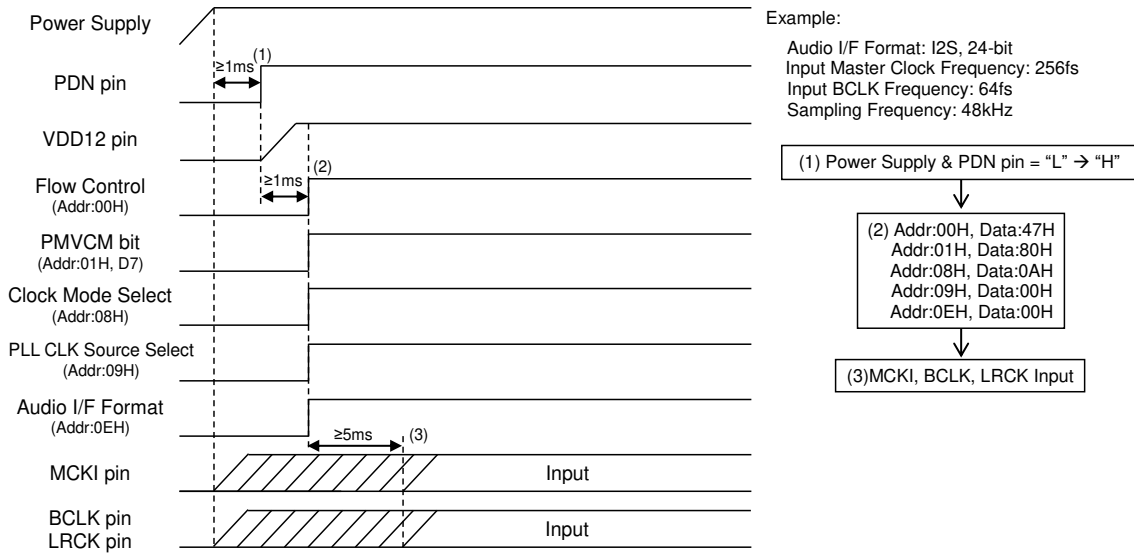 Power Supply
≥1ms
(1)
PDN pin
VDD12 pin
≥1ms
(2)
Flow Control
(Addr:00H)
PMVCM bit
(Addr:01H, D7)
Clock Mode Select
(Addr:08H)
PLL CLK Source Select
(Addr:09H)
Audio I/F Format
(Addr:0EH)
≥5ms
(3)
MCKI pin
Input
BCLK pin
LRCK pin
Input
Example:
Audio I/F Format: I2S, 24-bit
Input Master Clock Frequency: 256fs
Input BCLK Frequency: 64fs
Sampling Frequency: 48kHz
(1) Power Supply & PDN pin = “L” → “H”
(2) Addr:00H, Data:47H
Addr:01H, Data:80H
Addr:08H, Data:0AH
Addr:09H, Data:00H
Addr:0EH, Data:00H
(3)MCKI, BCLK, LRCK Input